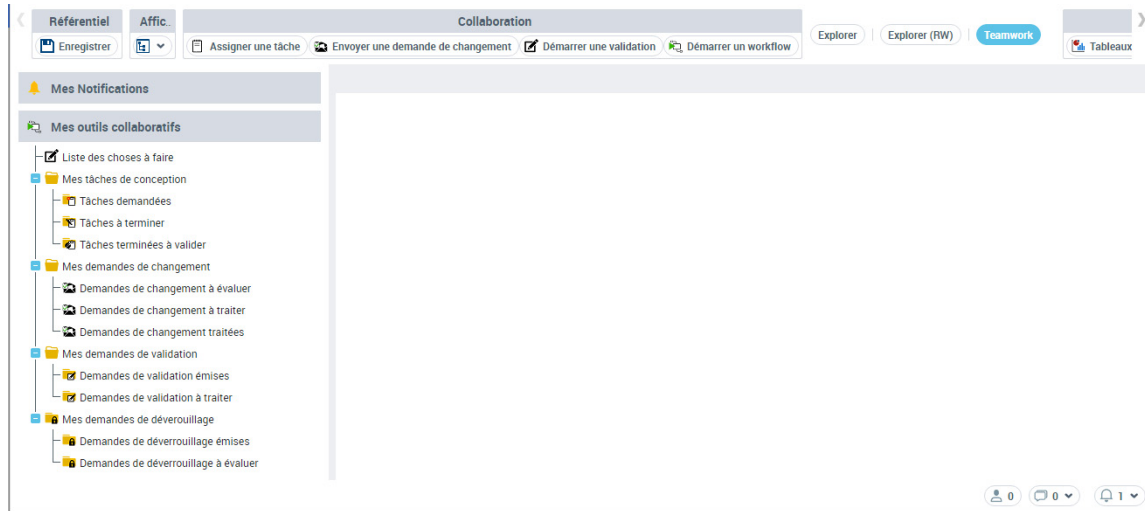 Référentiel
Affic..
Collaboration
Enregistrer
Assigner une tâche
Envoyer une demande de changement
Démarrer une validation
Démarrer un workflow
Explorer
Explorer (RW)
Teamwork
Tableaux
Mes Notifications
Mes outils collaboratifs
Liste des choses à faire
Mes tâches de conception
Tâches demandées
Tâches à terminer
Tâches terminées à valider
Mes demandes de changement
Demandes de changement à évaluer
Demandes de changement à traiter
Demandes de changement traitées
Mes demandes de validation
Demandes de validation émises
Demandes de validation à traiter
Mes demandes de déverouillage
Demandes de déverrouillage émises
Demandes de déverrouillage à évaluer
0
0
1